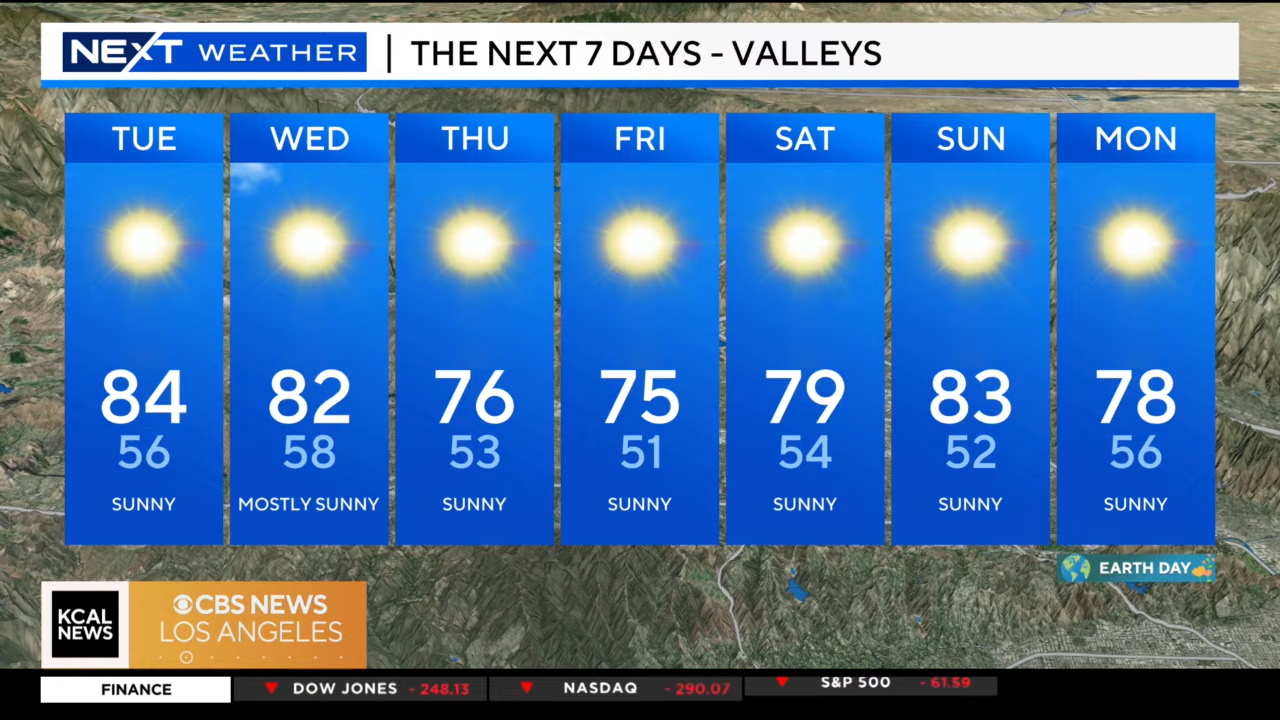 NEXT WEATHER | THE NEXT 7 DAYS - VALLEYS
TUE WED THU FRI SAT SUN MON
84 82 76 75 79 83 78
56 58 53 51 54 52 56
SUNNY MOSTLY SUNNY SUNNY SUNNY SUNNY SUNNY SUNNY
EARTH DAY
KCAL NEWS
CBS NEWS
LOS ANGELES
FINANCE DOW JONES - 248.13 NASDAQ - 290.07 S&P 500 - 61.59